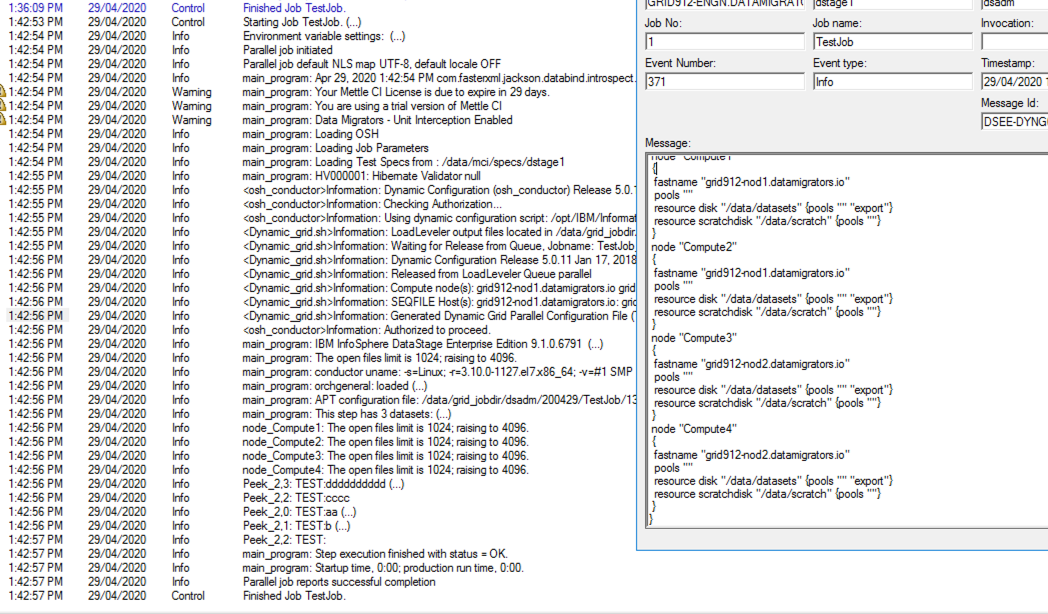 1:36:09 PM 29/04/2020 Control Finished Job TestJob.
1:42:53 PM 29/04/2020 Control Starting Job TestJob. (...)
1:42:54 PM 29/04/2020 Info Environment variable settings: (...)
1:42:54 PM 29/04/2020 Info Parallel job initiated
1:42:54 PM 29/04/2020 Info Parallel job default NLS map UTF-8, default locale OFF
1:42:54 PM 29/04/2020 Info main_program: Apr 29, 2020 1:42:54 PM com.fasterxml.jackson.databind.introspect.
1:42:54 PM 29/04/2020 Warning main_program: Your Mettle CI License is due to expire in 29 days.
1:42:54 PM 29/04/2020 Warning main_program: You are using a trial version of Mettle CI
1:42:54 PM 29/04/2020 Warning main_program: Data Migrators - Unit Interception Enabled
1:42:54 PM 29/04/2020 Info main_program: Loading OSH
1:42:54 PM 29/04/2020 Info main_program: Loading Job Parameters
1:42:54 PM 29/04/2020 Info main_program: Loading Test Specs from : /data/mci/specs/dstage1
1:42:55 PM 29/04/2020 Info main_program: HV000001: Hibernate Validator null
1:42:55 PM 29/04/2020 Info <osh_conductor>Information: Dynamic Configuration (osh_conductor) Release 5.0.
1:42:55 PM 29/04/2020 Info <osh_conductor>Information: Checking Authorization...
1:42:55 PM 29/04/2020 Info <osh_conductor>Information: Using dynamic configuration script: /opt/IBM/Informat
1:42:55 PM 29/04/2020 Info <Dynamic_grid.sh>Information: LoadLeveler output files located in /data/grid_jobdir.
1:42:55 PM 29/04/2020 Info <Dynamic_grid.sh>Information: Waiting for Release from Queue, Jobname: TestJob_
1:42:56 PM 29/04/2020 Info <Dynamic_grid.sh>Information: Dynamic Configuration Release 5.0.11 Jan 17, 2018
1:42:56 PM 29/04/2020 Info <Dynamic_grid.sh>Information: Released from LoadLeveler Queue parallel
1:42:56 PM 29/04/2020 Info <Dynamic_grid.sh>Information: Compute node(s): grid912-nod1.datamigrators.io grid
1:42:56 PM 29/04/2020 Info <Dynamic_grid.sh>Information: SEQFILE Host(s): grid912-nod1.datamigrators.io: gri
1:42:56 PM 29/04/2020 Info <Dynamic_grid.sh>Information: Generated Dynamic Grid Parallel Configuration File (
1:42:56 PM 29/04/2020 Info <osh_conductor>Information: Authorized to proceed.
1:42:56 PM 29/04/2020 Info main_program: IBM InfoSphere DataStage Enterprise Edition 9.1.0.6791 (...)
1:42:56 PM 29/04/2020 Info main_program: The open files limit is 1024; raising to 4096.
1:42:56 PM 29/04/2020 Info main_program: conductor uname: -s=Linux; -r=3.10.0-1127.el7.x86_64; -v=#1 SMP
1:42:56 PM 29/04/2020 Info main_program: orchgeneral: loaded (...)
1:42:56 PM 29/04/2020 Info main_program: APT configuration file: /data/grid_jobdir/dsadm/200429/TestJob/13
1:42:56 PM 29/04/2020 Info main_program: This step has 3 datasets: (...)
1:42:56 PM 29/04/2020 Info node_Compute1: The open files limit is 1024; raising to 4096.
1:42:56 PM 29/04/2020 Info node_Compute2: The open files limit is 1024; raising to 4096.
1:42:56 PM 29/04/2020 Info node_Compute3: The open files limit is 1024; raising to 4096.
1:42:56 PM 29/04/2020 Info node_Compute4: The open files limit is 1024; raising to 4096.
1:42:56 PM 29/04/2020 Info Peek_2,3: TEST:dddddddddd (...)
1:42:56 PM 29/04/2020 Info Peek_2,2: TEST:cccc
1:42:56 PM 29/04/2020 Info Peek_2,0: TEST:aa (...)
1:42:56 PM 29/04/2020 Info Peek_2,1: TEST:b (...)
1:42:56 PM 29/04/2020 Info Peek_2,2: TEST:
1:42:57 PM 29/04/2020 Info main_program: Step execution finished with status = OK.
1:42:57 PM 29/04/2020 Info main_program: Startup time, 0:00; production run time, 0:00.
1:42:57 PM 29/04/2020 Info Parallel job reports successful completion
1:42:57 PM 29/04/2020 Control Finished Job TestJob.
GRID912-ENGN.DATAMIGRAT dstage1 dsadm
Job No: Job name: Invocation:
1 TestJob
Event Number: Event type: Timestamp:
371 Info 29/04/2020 1
Message Id:
DSEE-DYNG
Message:
node "Compute1"
{
fastname "grid912-nod1.datamigrators.io"
pools ""
resource disk "/data/datasets" {pools "" "export"}
resource scratchdisk "/data/scratch" {pools ""}
}
node "Compute2"
{
fastname "grid912-nod1.datamigrators.io"
pools ""
resource disk "/data/datasets" {pools "" "export"}
resource scratchdisk "/data/scratch" {pools ""}
}
node "Compute3"
{
fastname "grid912-nod2.datamigrators.io"
pools ""
resource disk "/data/datasets" {pools "" "export"}
resource scratchdisk "/data/scratch" {pools ""}
}
node "Compute4"
{
fastname "grid912-nod2.datamigrators.io"
pools ""
resource disk "/data/datasets" {pools "" "export"}
resource scratchdisk "/data/scratch" {pools ""}
}
}